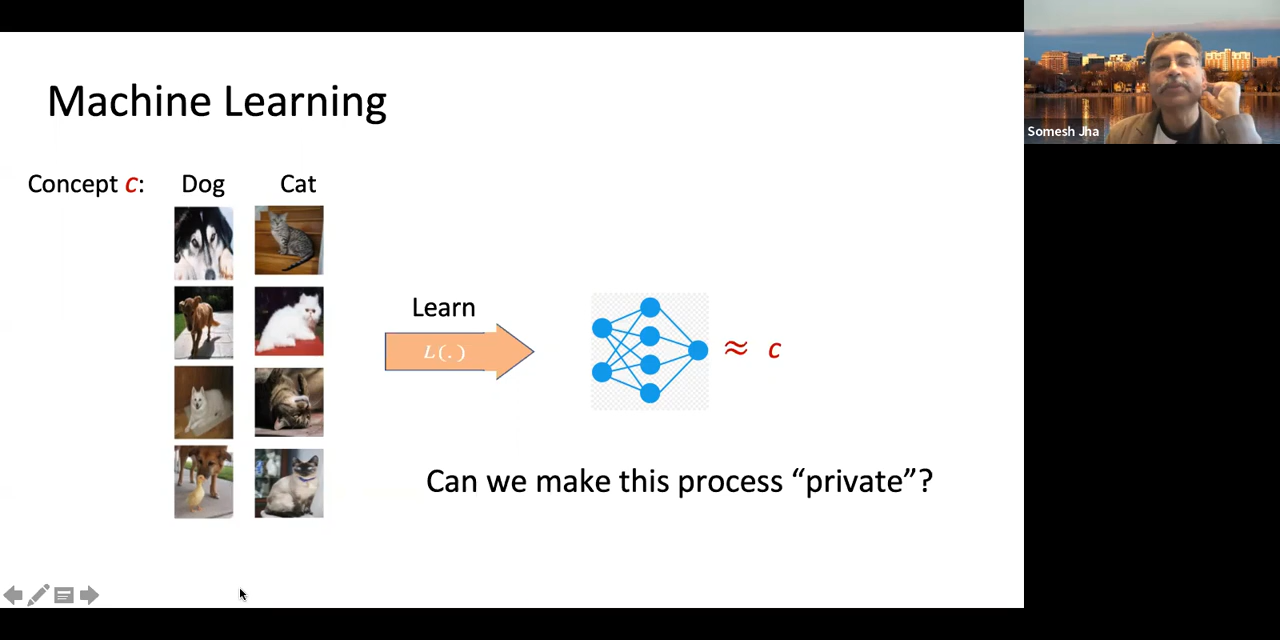 Machine Learning
Concept c: Dog Cat
Learn
L(.)
≈ c
Can we make this process “private”?
Somesh Jha